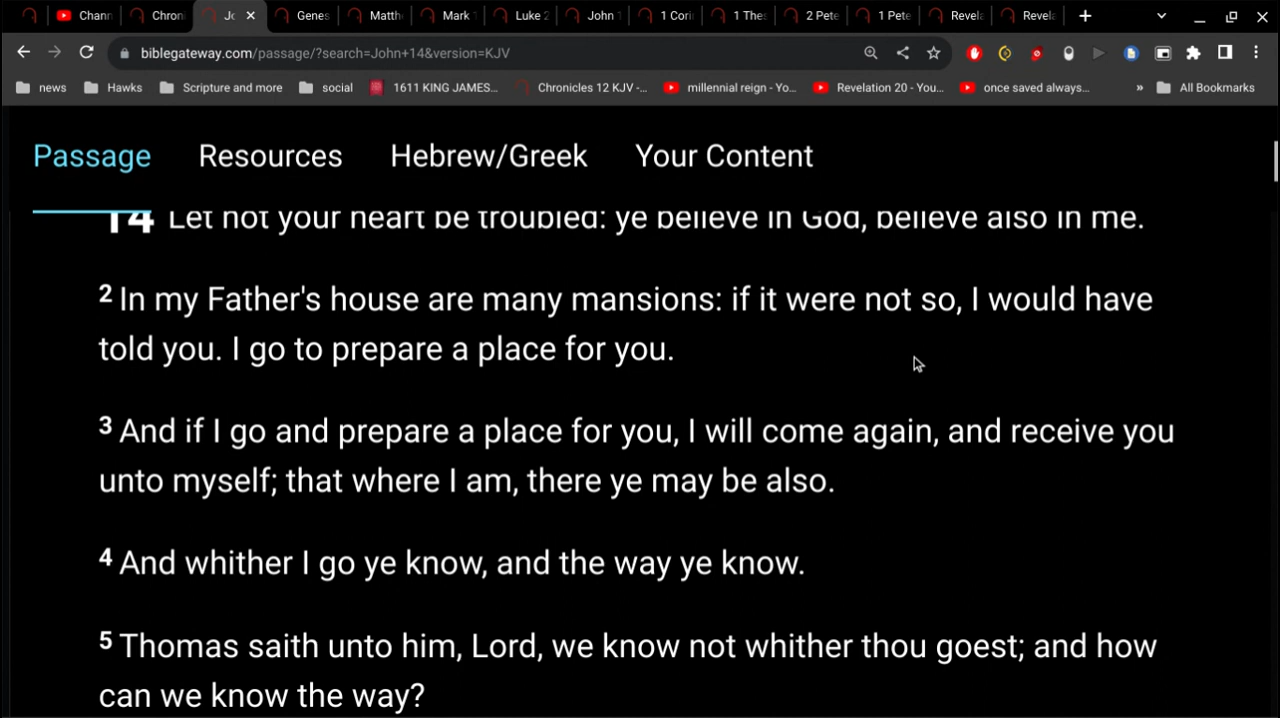 Chann
Chroni
Jo
Genes
Matth
Mark 1
Luke 2
John 1
1 Cori
1 Thes
2 Pete
1 Pete
Revela
Revela
biblegateway.com/passage/?search=John+14&version=KJV
news
Hawks
Scripture and more
social
1611 KING JAMES...
Chronicles 12 KJV -...
millennial reign - Yo...
Revelation 20 - You...
once saved always...
»
All Bookmarks
Passage
Resources
Hebrew/Greek
Your Content
14 Let not your heart be troubled: ye believe in God, believe also in me.
2 In my Father's house are many mansions: if it were not so, I would have
told you. I go to prepare a place for you.
3 And if I go and prepare a place for you, I will come again, and receive you
unto myself; that where I am, there ye may be also.
4 And whither I go ye know, and the way ye know.
5 Thomas saith unto him, Lord, we know not whither thou goest; and how
can we know the way?